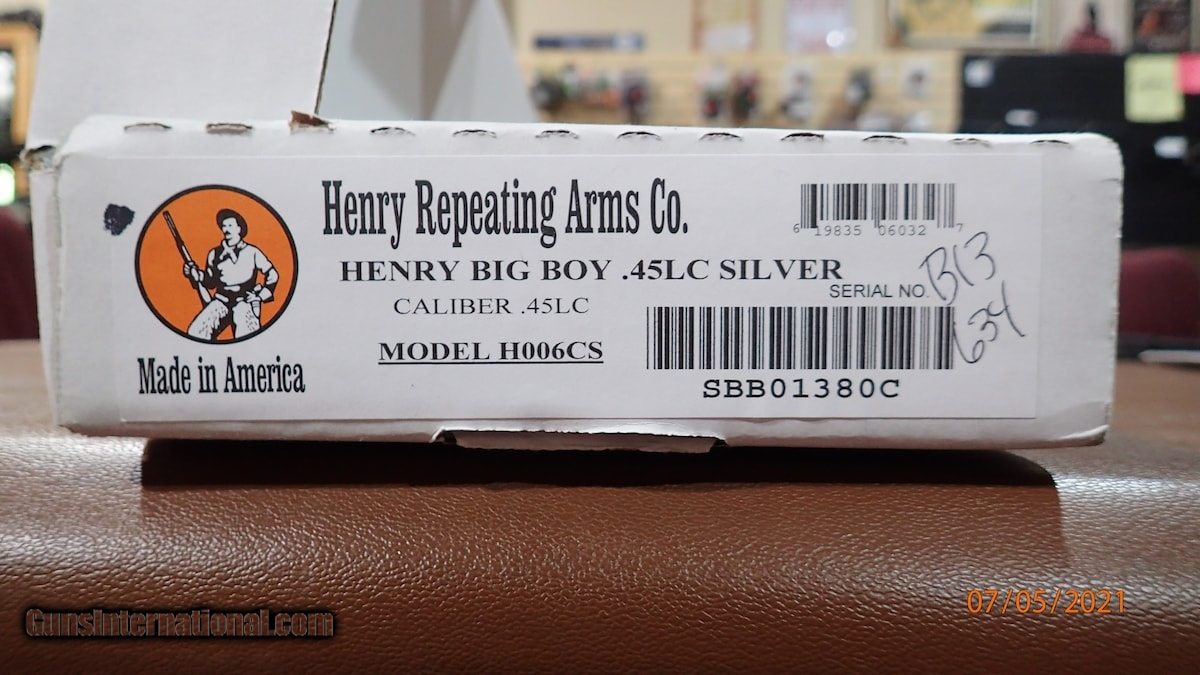 Henry Repeating Arms Co.
6 19835 06032 7
HENRY BIG BOY .45LC SILVER
SERIAL NO.
B13
634
CALIBER .45LC
MODEL H006CS
SBB01380C
Made in America
GunsInternational.com
07/05/2021